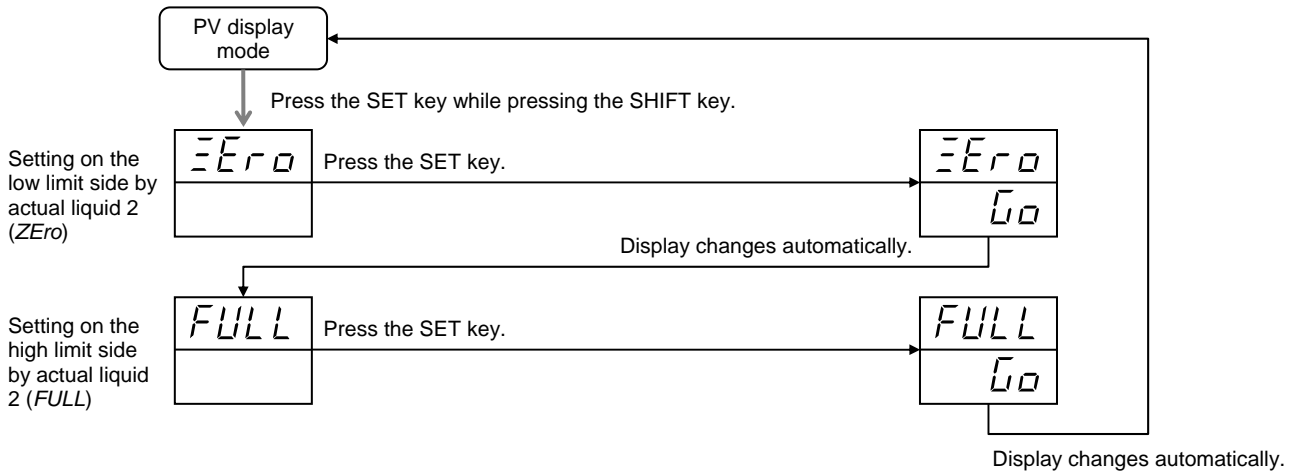 PV display
mode
Press the SET key while pressing the SHIFT key.
Setting on the
low limit side by
actual liquid 2
(ZEro)
ZEro
Press the SET key.
ZEro
Go
Display changes automatically.
Setting on the
high limit side
by actual liquid
2 (FULL)
FULL
Press the SET key.
FULL
Go
Display changes automatically.